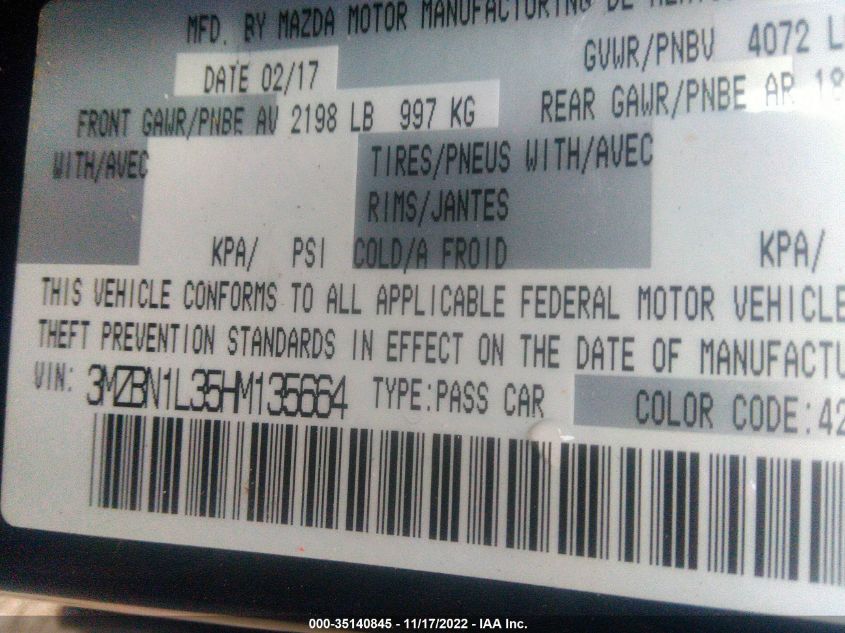 MFD. BY MAZDA MOTOR MANUFACTURING DE
DATE 02/17 GVWR/PNBV 4072
FRONT GAWR/PNBE AV 2198 LB 997 KG REAR GAWR/PNBE AR 18
WITH/AVEC TIRES/PNEUS WITH/AVEC
RIMS/JANTES
KPA/ PSI COLD/A FROID KPA/
THIS VEHICLE CONFORMS TO ALL APPLICABLE FEDERAL MOTOR VEHICLE
THEFT PREVENTION STANDARDS IN EFFECT ON THE DATE OF MANUFACTU
VIN: 3MZBN1L35HM135664 TYPE:PASS CAR COLOR CODE:42
000-35140845 - 11/17/2022 - IAA Inc.